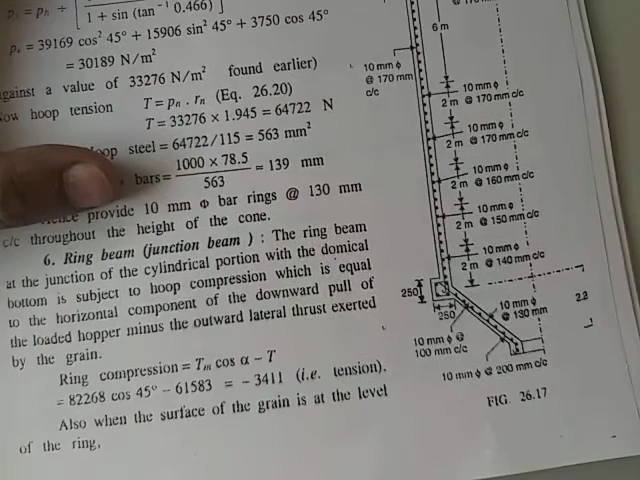 1 + sin (tan⁻¹ 0.466)
= 39169 cos² 45° + 15906 sin² 45° + 3750 cos 45°
= 30189 N/m²
against a value of 33276 N/m² found earlier)
hoop tension T = pₙ . rₙ (Eq. 26.20)
T = 33276 × 1.945 = 64722 N
steel = 64722/115 = 563 mm²
bars = 1000 × 78.5 / 563 = 139 mm
provide 10 mm Φ bar rings @ 130 mm
c/c throughout the height of the cone.
6. Ring beam (junction beam ) : The ring beam
at the junction of the cylindrical portion with the domical
bottom is subject to hoop compression which is equal
to the horizontal component of the downward pull of
the loaded hopper minus the outward lateral thrust exerted
by the grain.
Ring compression = Tₘ cos α − T
= 82268 cos 45° − 61583 = − 3411 (i.e. tension).
Also when the surface of the grain is at the level
of the ring,
6 m
10 mm ϕ
@ 170 mm
c/c
10 mm ϕ
2 m @ 170 mm c/c
10 mm ϕ
2 m @ 170 mm c/c
10 mm ϕ
2 m @ 160 mm c/c
10 mm ϕ
2 m @ 150 mm c/c
10 mm ϕ
2 m @ 140 mm c/c
250
250
10 mm ϕ
@ 130 mm
2.2
10 mm ϕ @
100 mm c/c
10 mm ϕ @ 200 mm c/c
FIG. 26.17